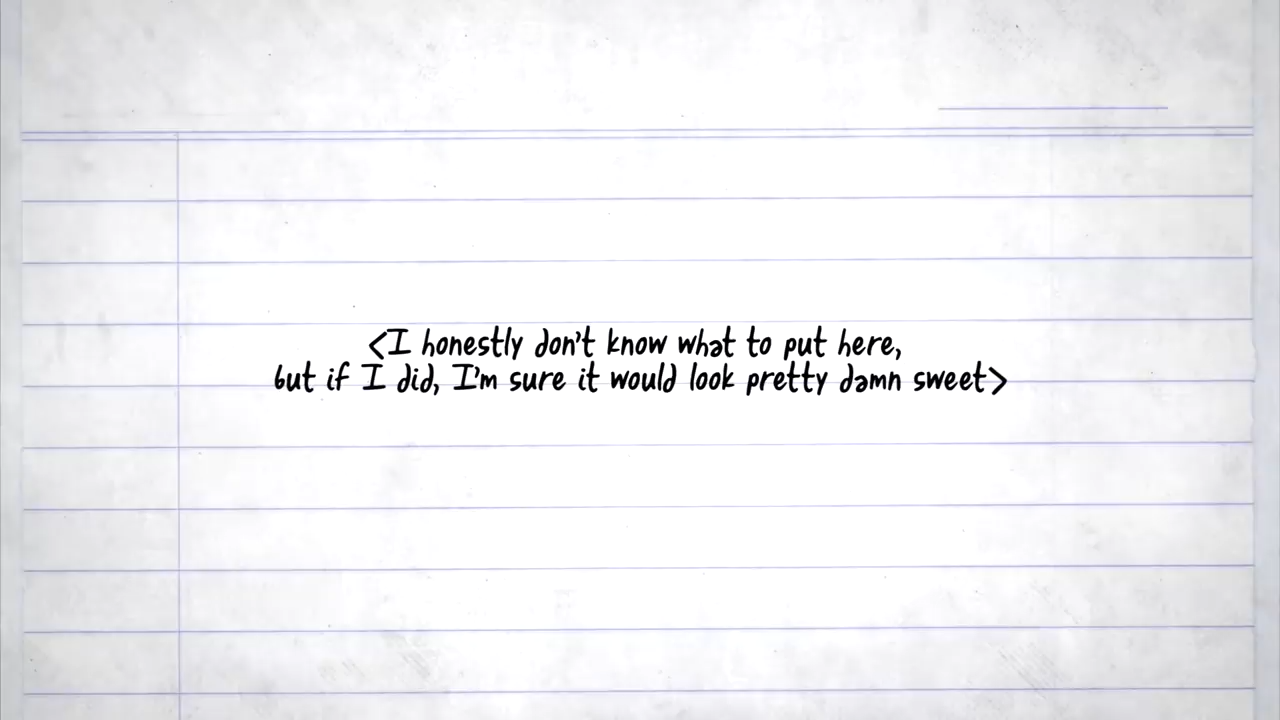 <I honestly don't know what to put here,
but if I did, I'm sure it would look pretty damn sweet>